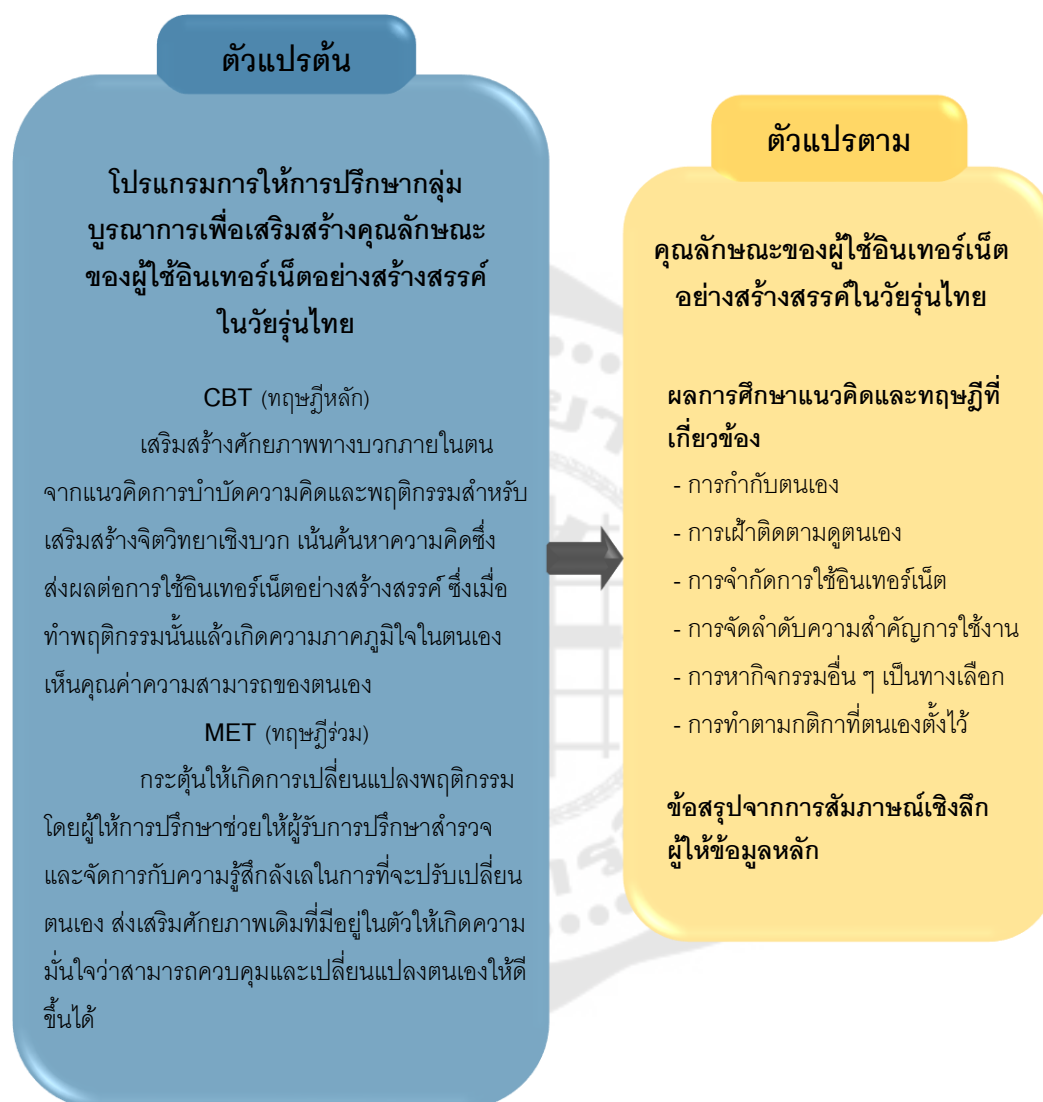 ตัวแปรต้น
โปรแกรมการให้การปรึกษากลุ่ม
บูรณาการเพื่อเสริมสร้างคุณลักษณะ
ของผู้ใช้อินเทอร์เน็ตอย่างสร้างสรรค์
ในวัยรุ่นไทย
CBT (ทฤษฎีหลัก)
เสริมสร้างศักยภาพทางบวกภายในตน
จากแนวคิดการบำบัดความคิดและพฤติกรรมสำหรับ
เสริมสร้างจิตวิทยาเชิงบวก เน้นค้นหาความคิดซึ่ง
ส่งผลต่อการใช้อินเทอร์เน็ตอย่างสร้างสรรค์ ซึ่งเมื่อ
ทำพฤติกรรมนั้นแล้วเกิดความภาคภูมิใจในตนเอง
เห็นคุณค่าความสามารถของตนเอง
MET (ทฤษฎีร่วม)
กระตุ้นให้เกิดการเปลี่ยนแปลงพฤติกรรม
โดยผู้ให้การปรึกษาช่วยให้ผู้รับการปรึกษาสำรวจ
และจัดการกับความรู้สึกลังเลในการที่จะปรับเปลี่ยน
ตนเอง ส่งเสริมศักยภาพเดิมที่มีอยู่ในตัวให้เกิดความ
มั่นใจว่าสามารถควบคุมและเปลี่ยนแปลงตนเองให้ดี
ขึ้นได้
ตัวแปรตาม
คุณลักษณะของผู้ใช้อินเทอร์เน็ต
อย่างสร้างสรรค์ในวัยรุ่นไทย
ผลการศึกษาแนวคิดและทฤษฎีที่
เกี่ยวข้อง
- การกำกับตนเอง
- การเฝ้าติดตามดูตนเอง
- การจำกัดการใช้อินเทอร์เน็ต
- การจัดลำดับความสำคัญการใช้งาน
- การหากิจกรรมอื่น ๆ เป็นทางเลือก
- การทำตามกติกาที่ตนเองตั้งไว้
ข้อสรุปจากการสัมภาษณ์เชิงลึก
ผู้ให้ข้อมูลหลัก